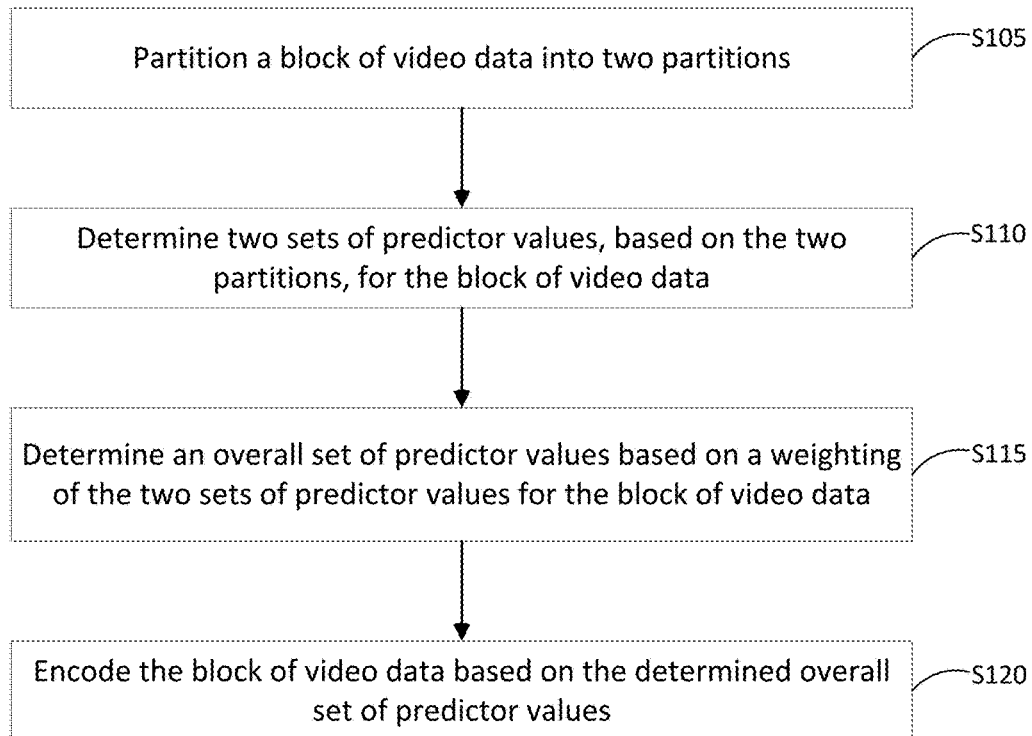 Partition a block of video data into two partitions
S105
Determine two sets of predictor values, based on the two
partitions, for the block of video data
S110
Determine an overall set of predictor values based on a weighting
of the two sets of predictor values for the block of video data
S115
Encode the block of video data based on the determined overall
set of predictor values
S120